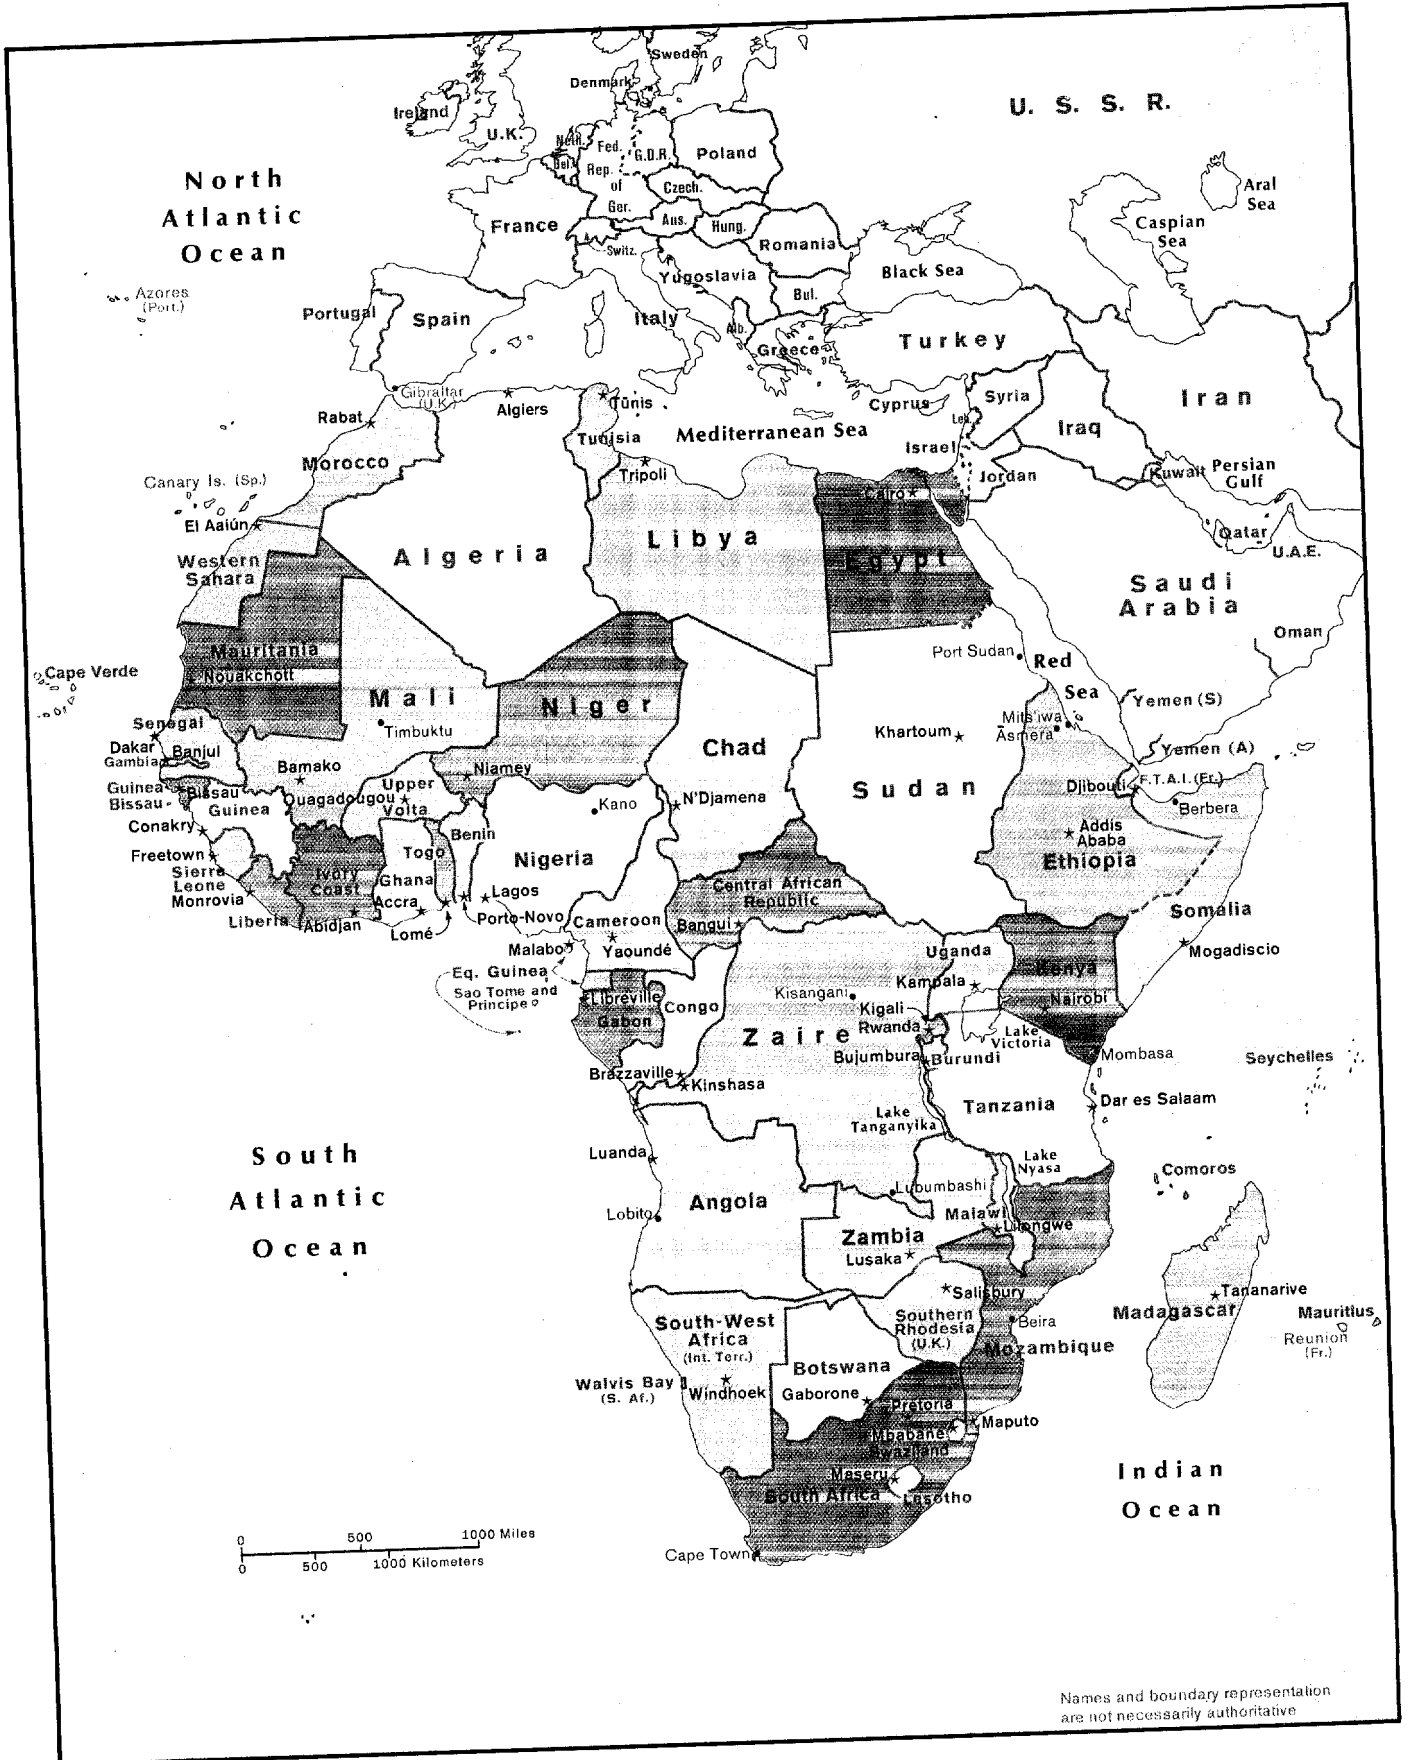 Sweden
Denmark
Ireland
U.K.
Neth.
Bel.
Fed.
Rep.
of
Ger.
G.D.R.
Poland
Czech.
U. S. S. R.
North
Atlantic
Ocean
France
Aus.
Hung.
Switz.
Romania
Yugoslavia
Bul.
Black Sea
Caspian
Sea
Aral
Sea
Azores
(Port.)
Portugal
Spain
Italy
Alb.
Greece
Turkey
Gibraltar
(U.K.)
Algiers
Tunis
Cyprus
Syria
Leb.
Iraq
Iran
Rabat
Tunisia
Mediterranean Sea
Israel
Jordan
Kuwait
Persian
Gulf
Morocco
Tripoli
Canary Is. (Sp.)
Cairo
El Aaiún
Qatar
U.A.E.
Algeria
Libya
Egypt
Western
Sahara
Saudi
Arabia
Oman
Mauritania
Nouakchott
Port Sudan
Red
Sea
Cape Verde
Mali
Niger
Yemen (S)
Senegal
Timbuktu
Chad
Khartoum
Mits'iwa
Asmera
Yemen (A)
Dakar
Banjul
Gambia
Bamako
Niamey
Guinea
Bissau
Bissau
Guinea
Upper
Volta
Ouagadougou
Kano
N'Djamena
Sudan
Djibouti
F.T.A.I. (Fr.)
Berbera
Conakry
Benin
Addis
Ababa
Freetown
Togo
Nigeria
Ethiopia
Sierra
Leone
Ivory
Coast
Ghana
Monrovia
Accra
Lagos
Central African
Republic
Liberia
Abidjan
Lomé
Porto-Novo
Cameroon
Bangui
Somalia
Malabo
Yaoundé
Uganda
Mogadiscio
Eq. Guinea
Kampala
Kenya
Sao Tome and
Principe
Libreville
Gabon
Congo
Kisangani
Kigali
Nairobi
Zaire
Rwanda
Lake
Victoria
Bujumbura
Burundi
Mombasa
Seychelles
Brazzaville
Kinshasa
Tanzania
Dar es Salaam
Lake
Tanganyika
South
Atlantic
Ocean
Luanda
Lake
Nyasa
Comoros
Angola
Lubumbashi
Lobito
Malawi
Lilongwe
Zambia
Lusaka
Salisbury
Tananarive
Madagascar
Mauritius
Reunion
(Fr.)
South-West
Africa
(Int. Terr.)
Southern
Rhodesia
(U.K.)
Beira
Mozambique
Botswana
Walvis Bay
(S. Af.)
Windhoek
Gaborone
Pretoria
Maputo
Mbabane
Swaziland
Maseru
South Africa
Lesotho
Indian
Ocean
0 500 1000 Miles
0 500 1000 Kilometers
Cape Town
Names and boundary representation
are not necessarily authoritative